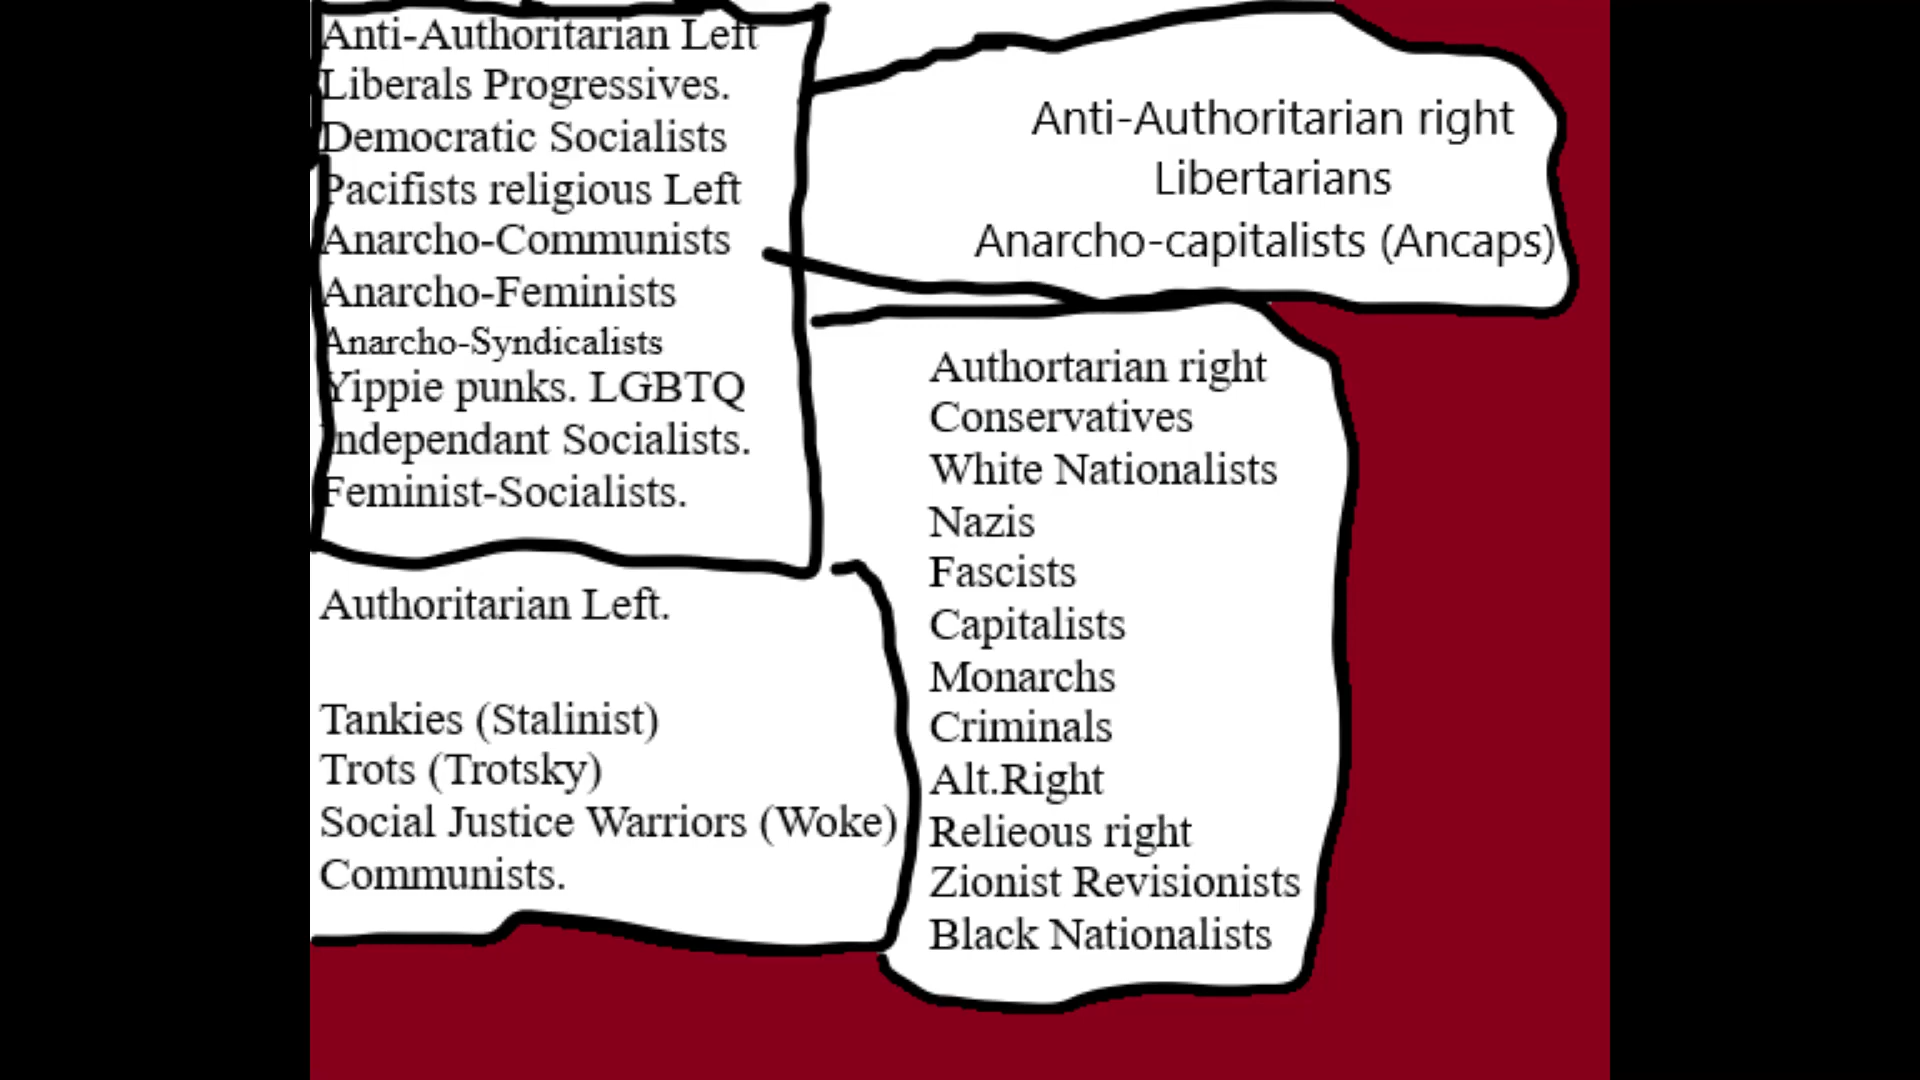 Anti-Authoritarian Left
Liberals Progressives.
Democratic Socialists
Pacifists religious Left
Anarcho-Communists
Anarcho-Feminists
Anarcho-Syndicalists
Yippie punks. LGBTQ
Independant Socialists.
Feminist-Socialists.
Anti-Authoritarian right
Libertarians
Anarcho-capitalists (Ancaps)
Authoritarian Left.
Tankies (Stalinist)
Trots (Trotsky)
Social Justice Warriors (Woke)
Communists.
Authortarian right
Conservatives
White Nationalists
Nazis
Fascists
Capitalists
Monarchs
Criminals
Alt.Right
Relieous right
Zionist Revisionists
Black Nationalists